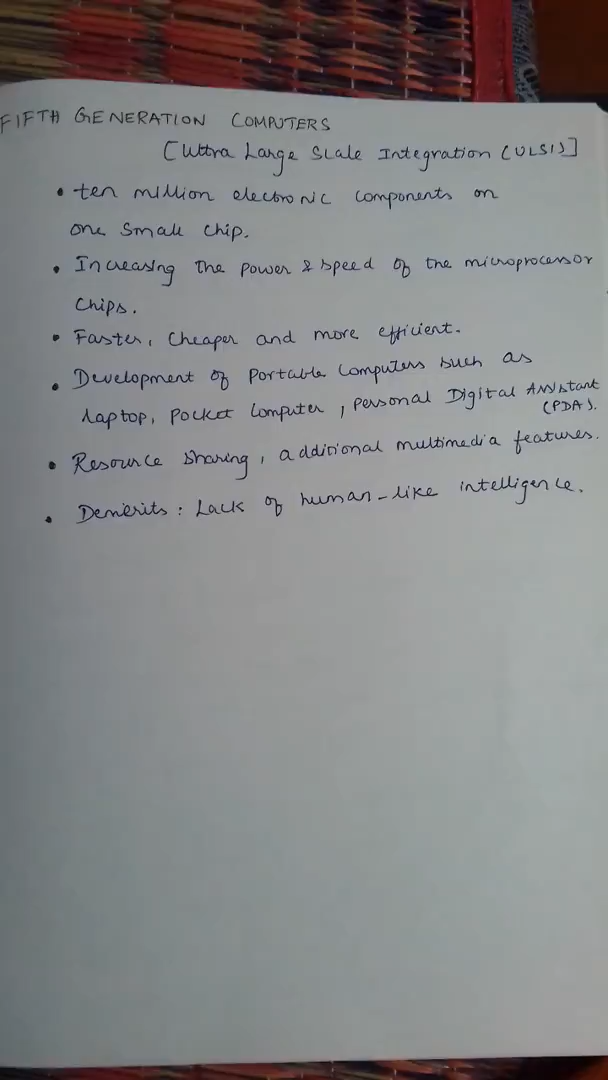 FIFTH GENERATION COMPUTERS
[Ultra Large Scale Integration (ULSI)]
• ten million electronic components on
one small chip.
• Increasing the power & speed of the microprocessor
chips.
• Faster, cheaper and more efficient.
• Development of portable computers such as
laptop, pocket computer, personal Digital Assistant
(PDA).
• Resource sharing, additional multimedia features.
• Demerits: Lack of human-like intelligence.